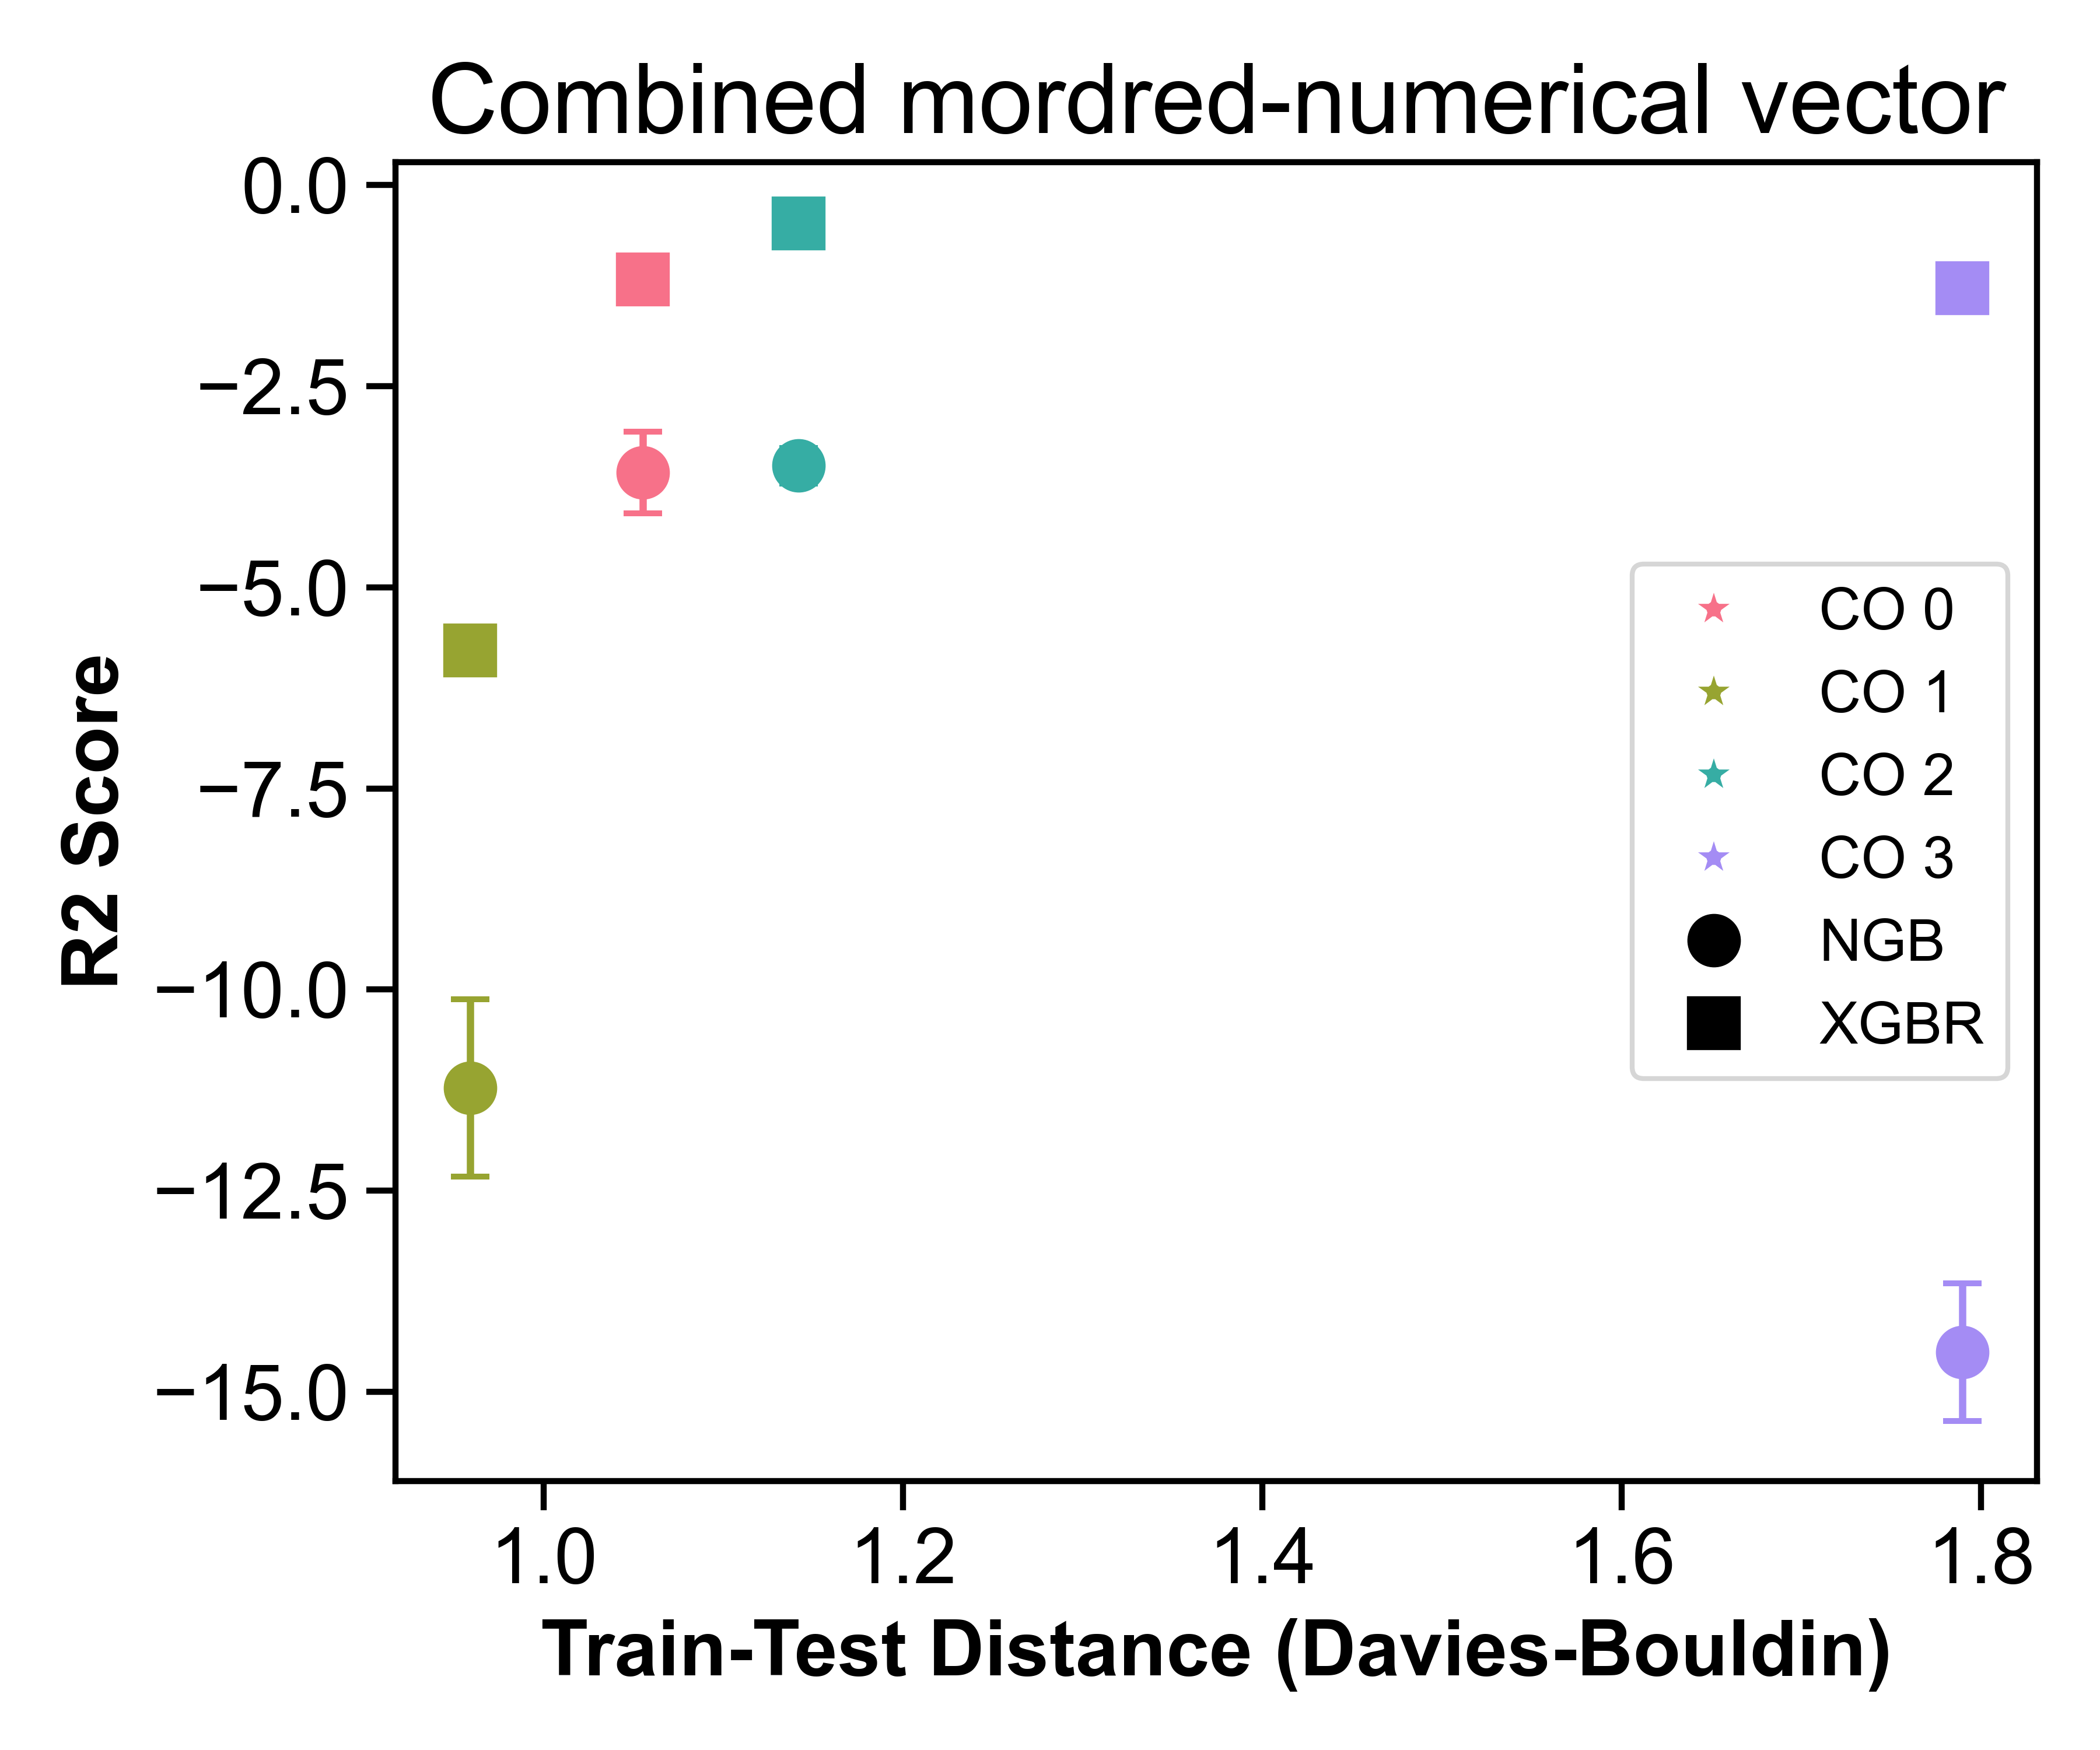 Combined mordred-numerical vector
0.0
−2.5
−5.0
−7.5
−10.0
−12.5
−15.0
R2 Score
CO 0
CO 1
CO 2
CO 3
NGB
XGBR
1.0 1.2 1.4 1.6 1.8
Train-Test Distance (Davies-Bouldin)